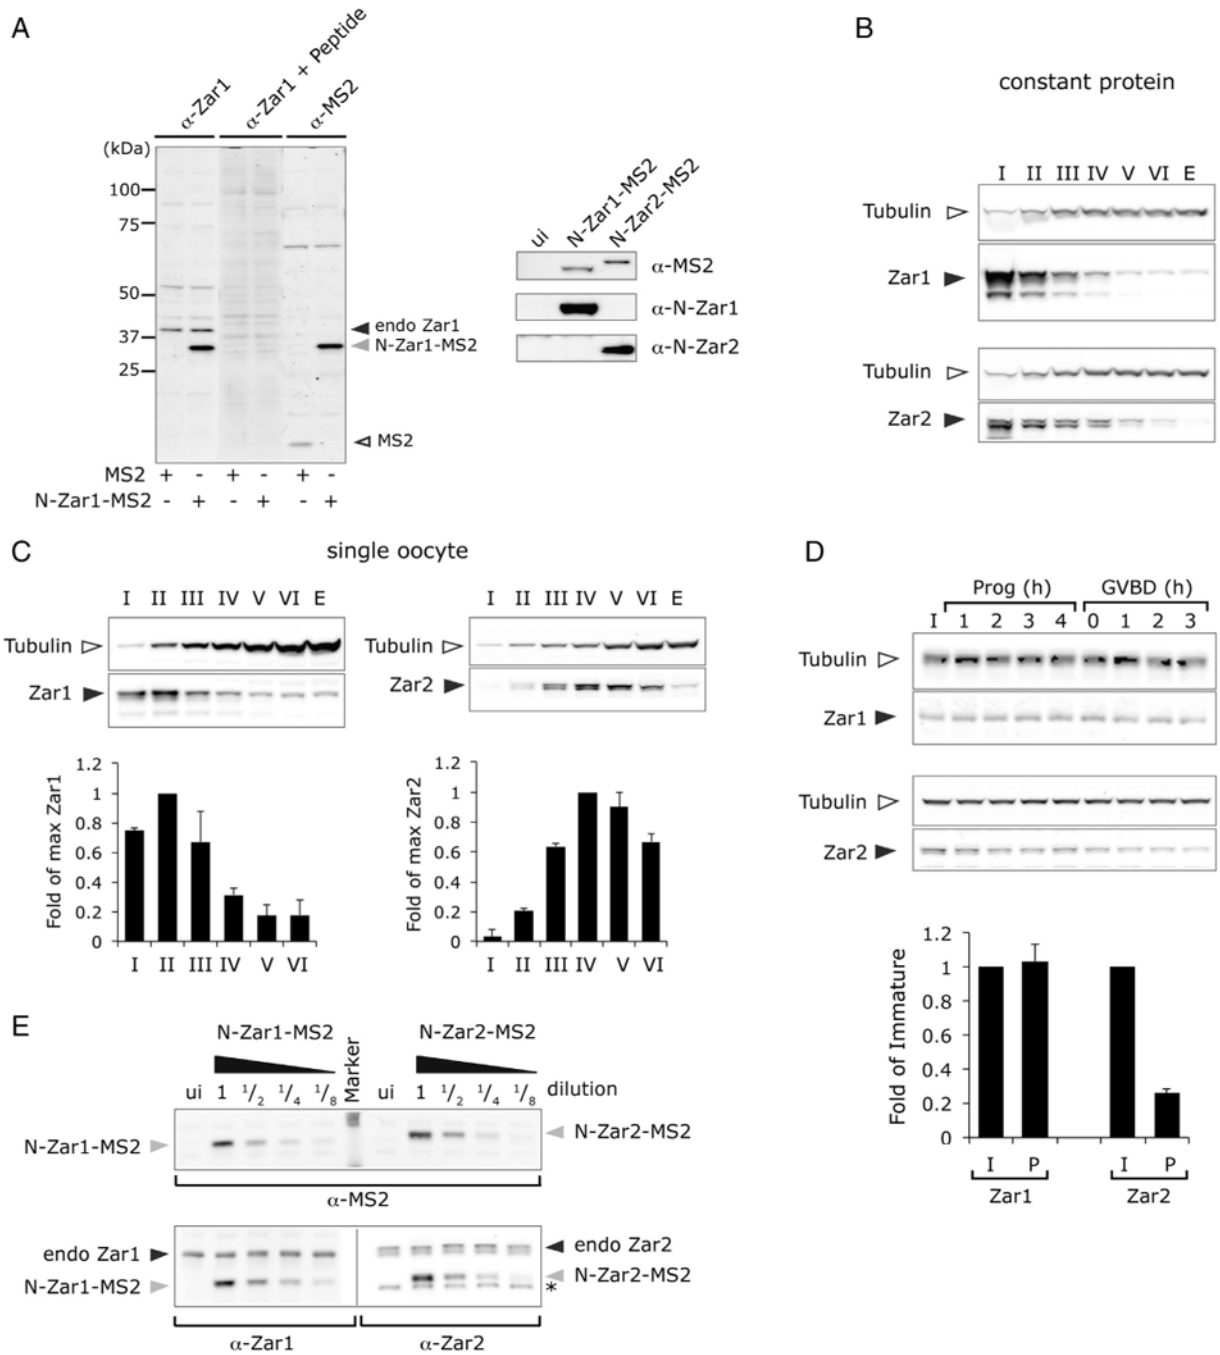 A
α-Zar1
α-Zar1 + Peptide
α-MS2
(kDa)
100
75
50
37
25
endo Zar1
N-Zar1-MS2
MS2
MS2 + - + - + -
N-Zar1-MS2 - + - + - +
ui
N-Zar1-MS2
N-Zar2-MS2
α-MS2
α-N-Zar1
α-N-Zar2
B
constant protein
I II III IV V VI E
Tubulin
Zar1
Tubulin
Zar2
C
single oocyte
I II III IV V VI E
Tubulin
Zar1
I II III IV V VI E
Tubulin
Zar2
Fold of max Zar1
1.2
1
0.8
0.6
0.4
0.2
0
I II III IV V VI
Fold of max Zar2
1.2
1
0.8
0.6
0.4
0.2
0
I II III IV V VI
D
Prog (h) GVBD (h)
I 1 2 3 4 0 1 2 3
Tubulin
Zar1
Tubulin
Zar2
Fold of Immature
1.2
1
0.8
0.6
0.4
0.2
0
I P I P
Zar1 Zar2
E
N-Zar1-MS2
Marker
N-Zar2-MS2
ui 1 1/2 1/4 1/8 ui 1 1/2 1/4 1/8 dilution
N-Zar1-MS2
N-Zar2-MS2
α-MS2
endo Zar1
N-Zar1-MS2
endo Zar2
N-Zar2-MS2
*
α-Zar1 α-Zar2